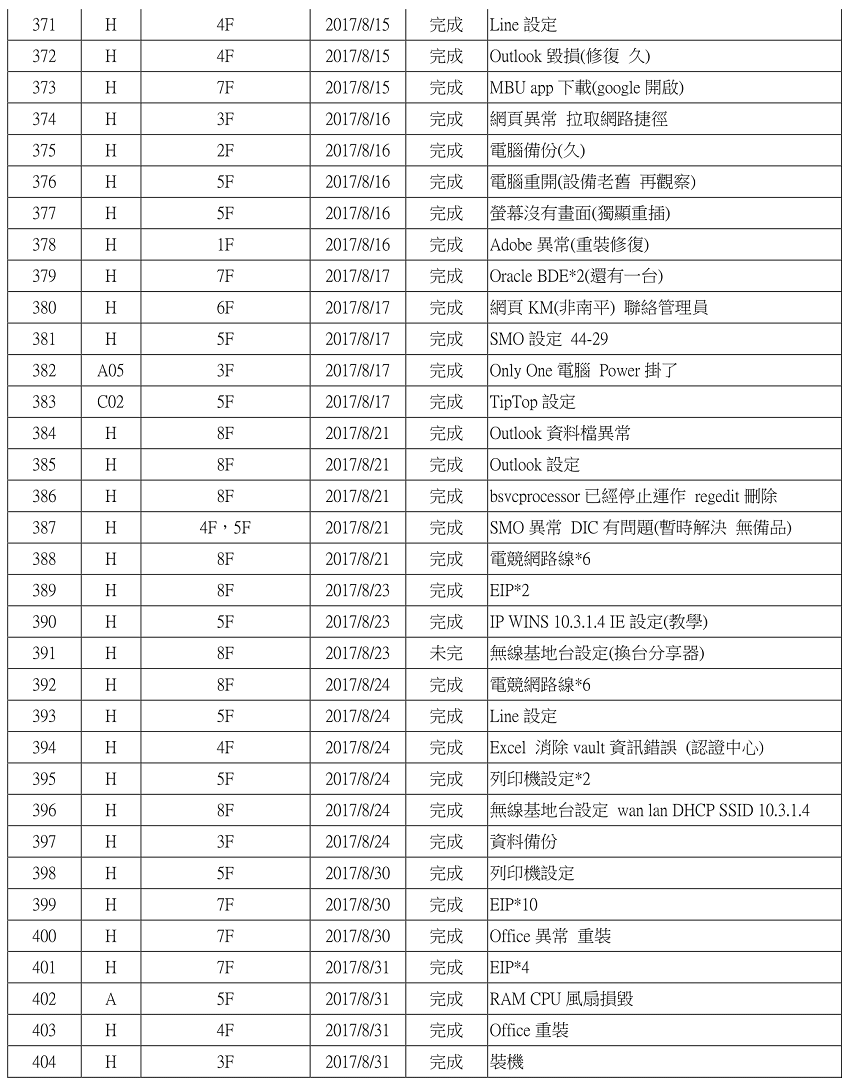 371 H 4F 2017/8/15 完成 Line 設定
372 H 4F 2017/8/15 完成 Outlook 毀損(修復 久)
373 H 7F 2017/8/15 完成 MBU app 下載(google 開啟)
374 H 3F 2017/8/16 完成 網頁異常 拉取網路捷徑
375 H 2F 2017/8/16 完成 電腦備份(久)
376 H 5F 2017/8/16 完成 電腦重開(設備老舊 再觀察)
377 H 5F 2017/8/16 完成 螢幕沒有畫面(獨顯重插)
378 H 1F 2017/8/16 完成 Adobe 異常(重裝修復)
379 H 7F 2017/8/17 完成 Oracle BDE*2(還有一台)
380 H 6F 2017/8/17 完成 網頁 KM(非南平) 聯絡管理員
381 H 5F 2017/8/17 完成 SMO 設定 44-29
382 A05 3F 2017/8/17 完成 Only One 電腦 Power 掛了
383 C02 5F 2017/8/17 完成 TipTop 設定
384 H 8F 2017/8/21 完成 Outlook 資料檔異常
385 H 8F 2017/8/21 完成 Outlook 設定
386 H 8F 2017/8/21 完成 bsvcprocessor 已經停止運作 regedit 刪除
387 H 4F，5F 2017/8/21 完成 SMO 異常 DIC 有問題(暫時解決 無備品)
388 H 8F 2017/8/21 完成 電競網路線*6
389 H 8F 2017/8/23 完成 EIP*2
390 H 5F 2017/8/23 完成 IP WINS 10.3.1.4 IE 設定(教學)
391 H 8F 2017/8/23 未完 無線基地台設定(換台分享器)
392 H 8F 2017/8/24 完成 電競網路線*6
393 H 5F 2017/8/24 完成 Line 設定
394 H 4F 2017/8/24 完成 Excel 消除 vault 資訊錯誤 (認證中心)
395 H 5F 2017/8/24 完成 列印機設定*2
396 H 8F 2017/8/24 完成 無線基地台設定 wan lan DHCP SSID 10.3.1.4
397 H 3F 2017/8/24 完成 資料備份
398 H 5F 2017/8/30 完成 列印機設定
399 H 7F 2017/8/30 完成 EIP*10
400 H 7F 2017/8/30 完成 Office 異常 重裝
401 H 7F 2017/8/31 完成 EIP*4
402 A 5F 2017/8/31 完成 RAM CPU 風扇損毀
403 H 4F 2017/8/31 完成 Office 重裝
404 H 3F 2017/8/31 完成 裝機